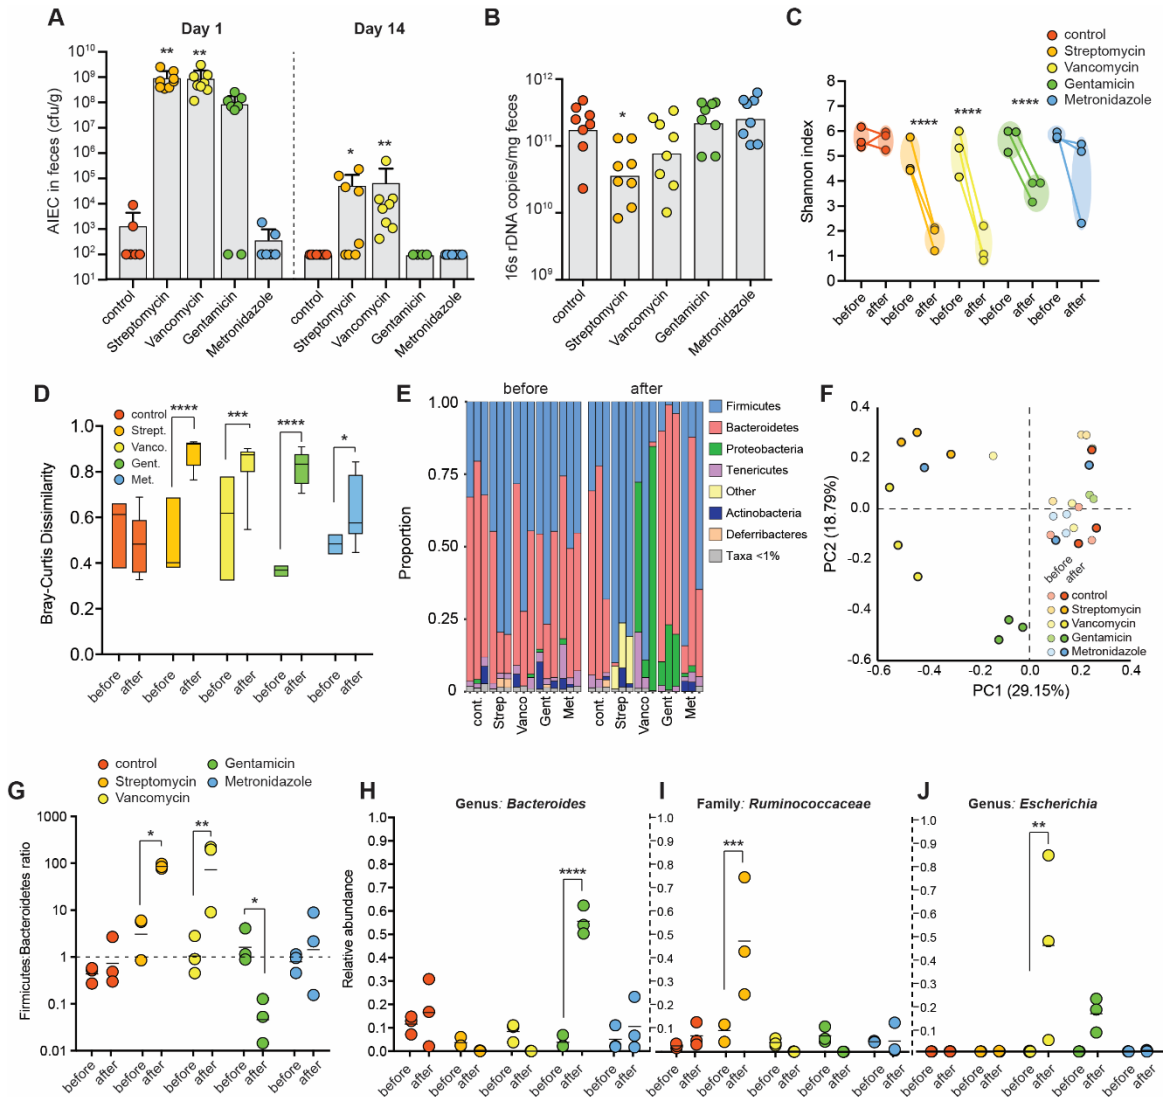 A
Day 1
Day 14
AIEC in feces (cfu/g)
10^10
10^9
10^8
10^7
10^6
10^5
10^4
10^3
10^2
10^1
**
**
*
**
control
Streptomycin
Vancomycin
Gentamicin
Metronidazole
control
Streptomycin
Vancomycin
Gentamicin
Metronidazole
B
16s rDNA copies/mg feces
10^12
10^11
10^10
10^9
*
control
Streptomycin
Vancomycin
Gentamicin
Metronidazole
C
control
Streptomycin
Vancomycin
Gentamicin
Metronidazole
Shannon index
8
7
6
5
4
3
2
1
0
****
****
****
before
after
before
after
before
after
before
after
before
after
D
Bray-Curtis Dissimilarity
1.0
0.8
0.6
0.4
0.2
0.0
control
Strept.
Vanco.
Gent.
Met.
****
***
****
*
before
after
before
after
before
after
before
after
before
after
E
before
after
Proportion
1.00
0.75
0.50
0.25
0
cont.
Strep
Vanco
Gent
Met
cont.
Strep
Vanco
Gent
Met
Firmicutes
Bacteroidetes
Proteobacteria
Tenericutes
Other
Actinobacteria
Deferribacteres
Taxa <1%
F
PC2 (18.79%)
0.4
0.2
0.0
-0.2
-0.4
-0.6
before
after
control
Streptomycin
Vancomycin
Gentamicin
Metronidazole
-0.6
-0.4
-0.2
0.0
0.2
0.4
PC1 (29.15%)
control
Streptomycin
Vancomycin
Gentamicin
Metronidazole
G
Firmicutes:Bacteroidetes ratio
1000
100
10
1
0.1
0.01
*
**
*
before
after
before
after
before
after
before
after
before
after
H
Genus: Bacteroides
Relative abundance
1.0
0.9
0.8
0.7
0.6
0.5
0.4
0.3
0.2
0.1
0.0
****
before
after
before
after
before
after
before
after
before
after
I
Family: Ruminococcaceae
1.0
0.9
0.8
0.7
0.6
0.5
0.4
0.3
0.2
0.1
0
***
before
after
before
after
before
after
before
after
before
after
J
Genus: Escherichia
1.0
0.9
0.8
0.7
0.6
0.5
0.4
0.3
0.2
0.1
0
**
before
after
before
after
before
after
before
after
before
after